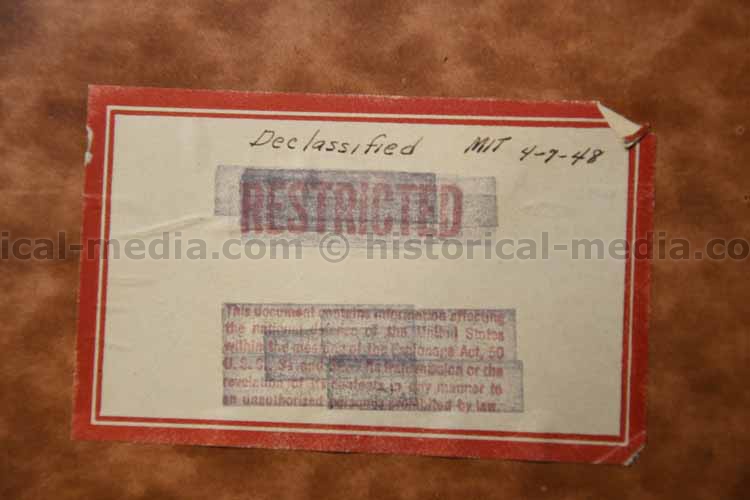 Declassified MIT 4-7-48
RESTRICTED
ical-media.com © historical-media.com
This document contains information affecting
the national defense of the United States
within the meaning of the Espionage Act, 50
U. S. C., 31 and 32. Its transmission or the
revelation of its contents in any manner to
an unauthorized person is prohibited by law.